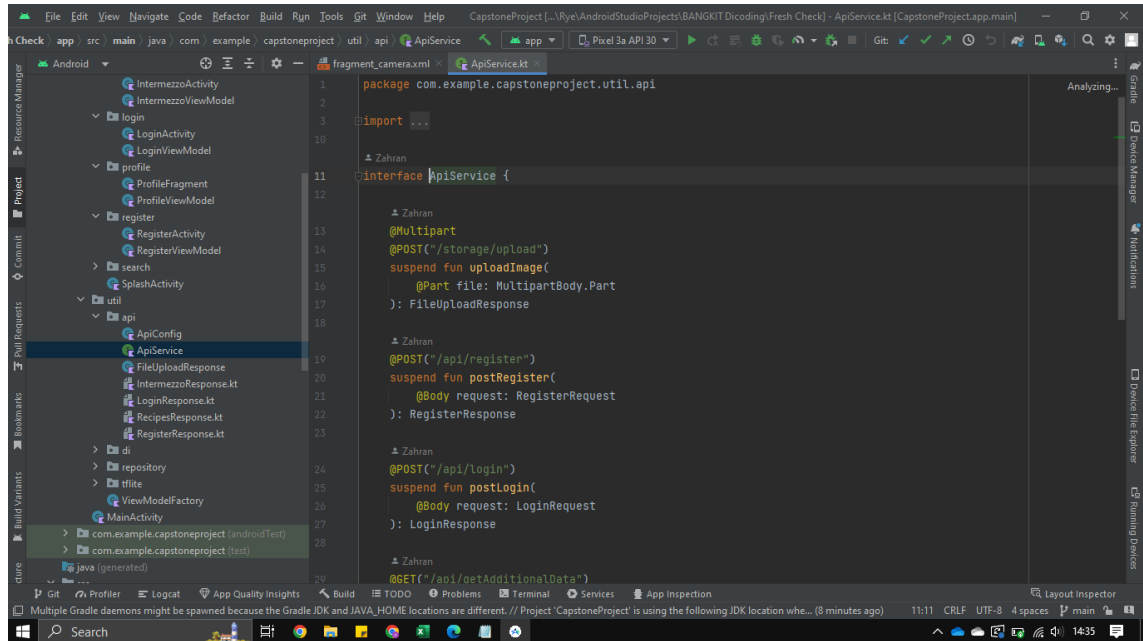 File Edit View Navigate Code Refactor Build Run Tools Git Window Help CapstoneProject [...\Rye\AndroidStudioProjects\BANGKIT Dicoding\Fresh Check] - ApiService.kt [CapstoneProject.app.main]
h Check app src main java com example capstoneproject util api ApiService app Pixel 3a API 30 Git:
Android
fragment_camera.xml ApiService.kt
Resource Manager
Project
Commit
Pull Requests
Bookmarks
Build Variants
cture
IntermezzoActivity
IntermezzoViewModel
login
LoginActivity
LoginViewModel
profile
ProfileFragment
ProfileViewModel
register
RegisterActivity
RegisterViewModel
search
SplashActivity
util
api
ApiConfig
ApiService
FileUploadResponse
IntermezzoResponse.kt
LoginResponse.kt
RecipesResponse.kt
RegisterResponse.kt
di
repository
tflite
ViewModelFactory
MainActivity
com.example.capstoneproject (androidTest)
com.example.capstoneproject (test)
java (generated)
1 package com.example.capstoneproject.util.api
2
3 import ...
10
Zahran
11 interface ApiService {
12
Zahran
13 @Multipart
14 @POST("/storage/upload")
15 suspend fun uploadImage(
16 @Part file: MultipartBody.Part
17 ): FileUploadResponse
18
Zahran
19 @POST("/api/register")
20 suspend fun postRegister(
21 @Body request: RegisterRequest
22 ): RegisterResponse
23
Zahran
24 @POST("/api/login")
25 suspend fun postLogin(
26 @Body request: LoginRequest
27 ): LoginResponse
28
Zahran
29 @GET("/api/getAdditionalData")
Analyzing...
Gradle
Device Manager
Notifications
Device File Explorer
Running Devices
Git Profiler Logcat App Quality Insights Build TODO Problems Terminal Services App Inspection Layout Inspector
Multiple Gradle daemons might be spawned because the Gradle JDK and JAVA_HOME locations are different. // Project 'CapstoneProject' is using the following JDK location whe... (8 minutes ago) 11:11 CRLF UTF-8 4 spaces main
Search 14:35